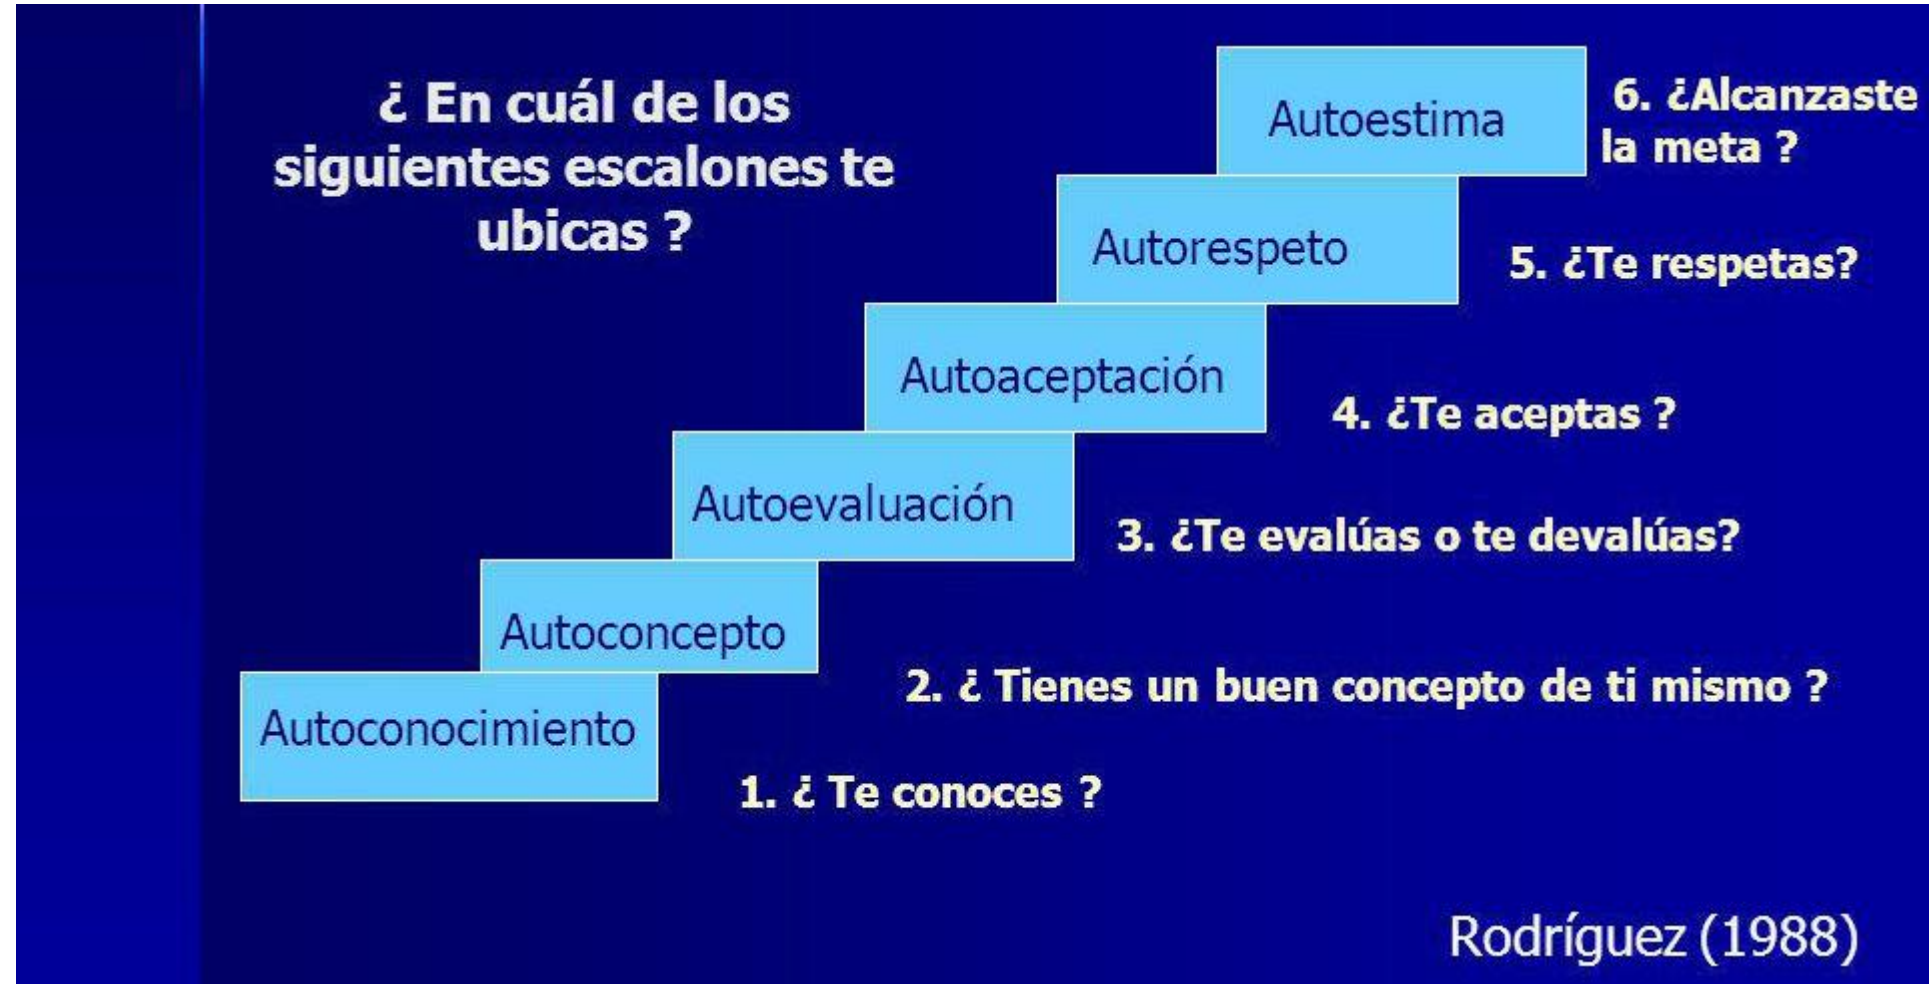 ¿ En cuál de los
siguientes escalones te
ubicas ?
Autoestima
6. ¿Alcanzaste
la meta ?
Autorespeto
5. ¿Te respetas?
Autoaceptación
4. ¿Te aceptas ?
Autoevaluación
3. ¿Te evalúas o te devalúas?
Autoconcepto
2. ¿ Tienes un buen concepto de ti mismo ?
Autoconocimiento
1. ¿ Te conoces ?
Rodríguez (1988)